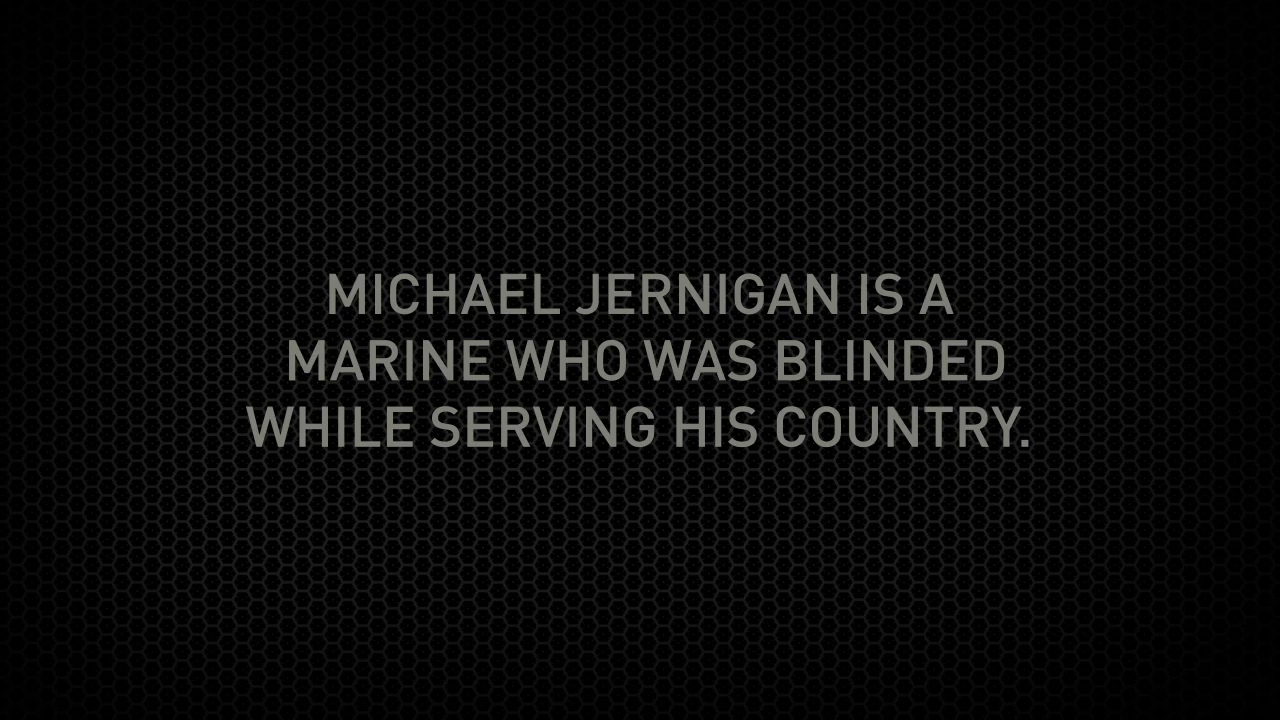 MICHAEL JERNIGAN IS A
MARINE WHO WAS BLINDED
WHILE SERVING HIS COUNTRY.